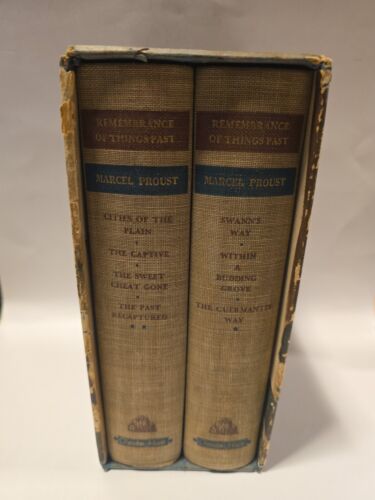 REMEMBRANCE
OF THINGS PAST
MARCEL PROUST
CITIES OF THE
PLAIN
THE CAPTIVE
THE SWEET
CHEAT GONE
THE PAST
RECAPTURED
REMEMBRANCE
OF THINGS PAST
MARCEL PROUST
SWANN'S
WAY
WITHIN
A
BUDDING
GROVE
THE GUERMANTES
WAY